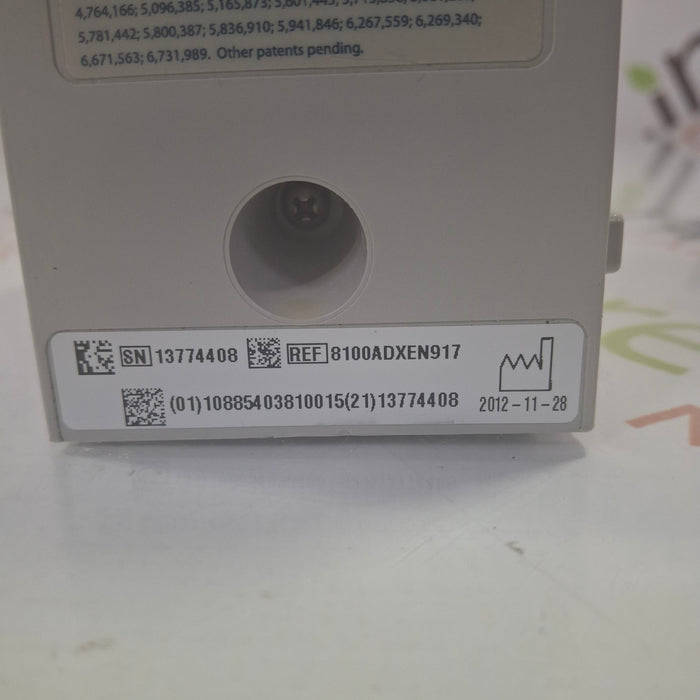 4,764,166; 5,096,385; 5,165,873;
5,781,442; 5,800,387; 5,836,910; 5,941,846; 6,267,559; 6,269,340;
6,671,563; 6,731,989. Other patents pending.
SN 13774408 REF 8100ADXEN917
(01)10885403810015(21)13774408 2012-11-28